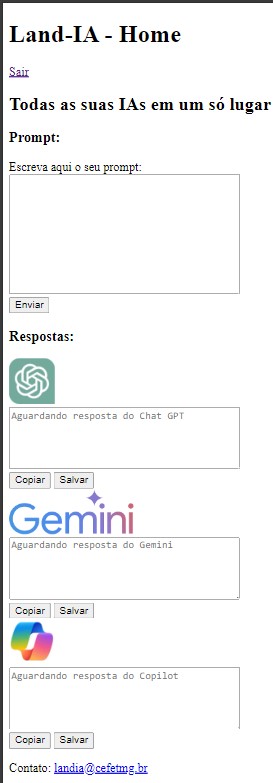 Land-IA - Home
Sair
Todas as suas IAs em um só lugar
Prompt:
Escreva aqui o seu prompt:
Enviar
Respostas:
Aguardando resposta do Chat GPT
Copiar Salvar
Gemini
Aguardando resposta do Gemini
Copiar Salvar
Aguardando resposta do Copilot
Copiar Salvar
Contato: landia@cefetmg.br